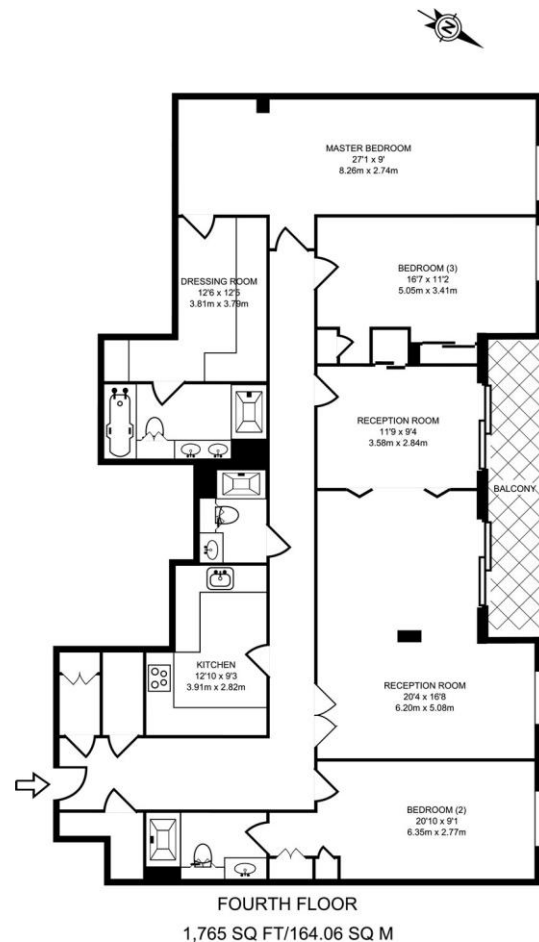 N
MASTER BEDROOM
27'1 x 9'
8.26m x 2.74m
DRESSING ROOM
12'6 x 12'5
3.81m x 3.79m
BEDROOM (3)
16'7 x 11'2
5.05m x 3.41m
RECEPTION ROOM
11'9 x 9'4
3.58m x 2.84m
BALCONY
KITCHEN
12'10 x 9'3
3.91m x 2.82m
RECEPTION ROOM
20'4 x 16'8
6.20m x 5.08m
BEDROOM (2)
20'10 x 9'1
6.35m x 2.77m
FOURTH FLOOR
1,765 SQ FT/164.06 SQ M